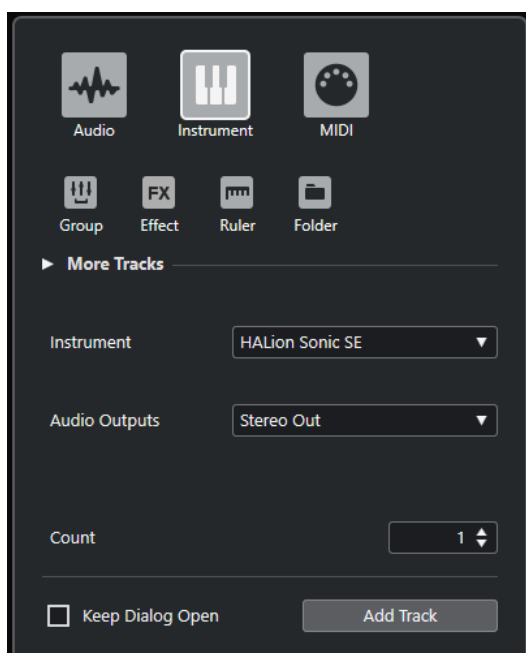 Audio Instrument MIDI
FX
Group Effect Ruler Folder
More Tracks
Instrument HALion Sonic SE
Audio Outputs Stereo Out
Count 1
Keep Dialog Open Add Track